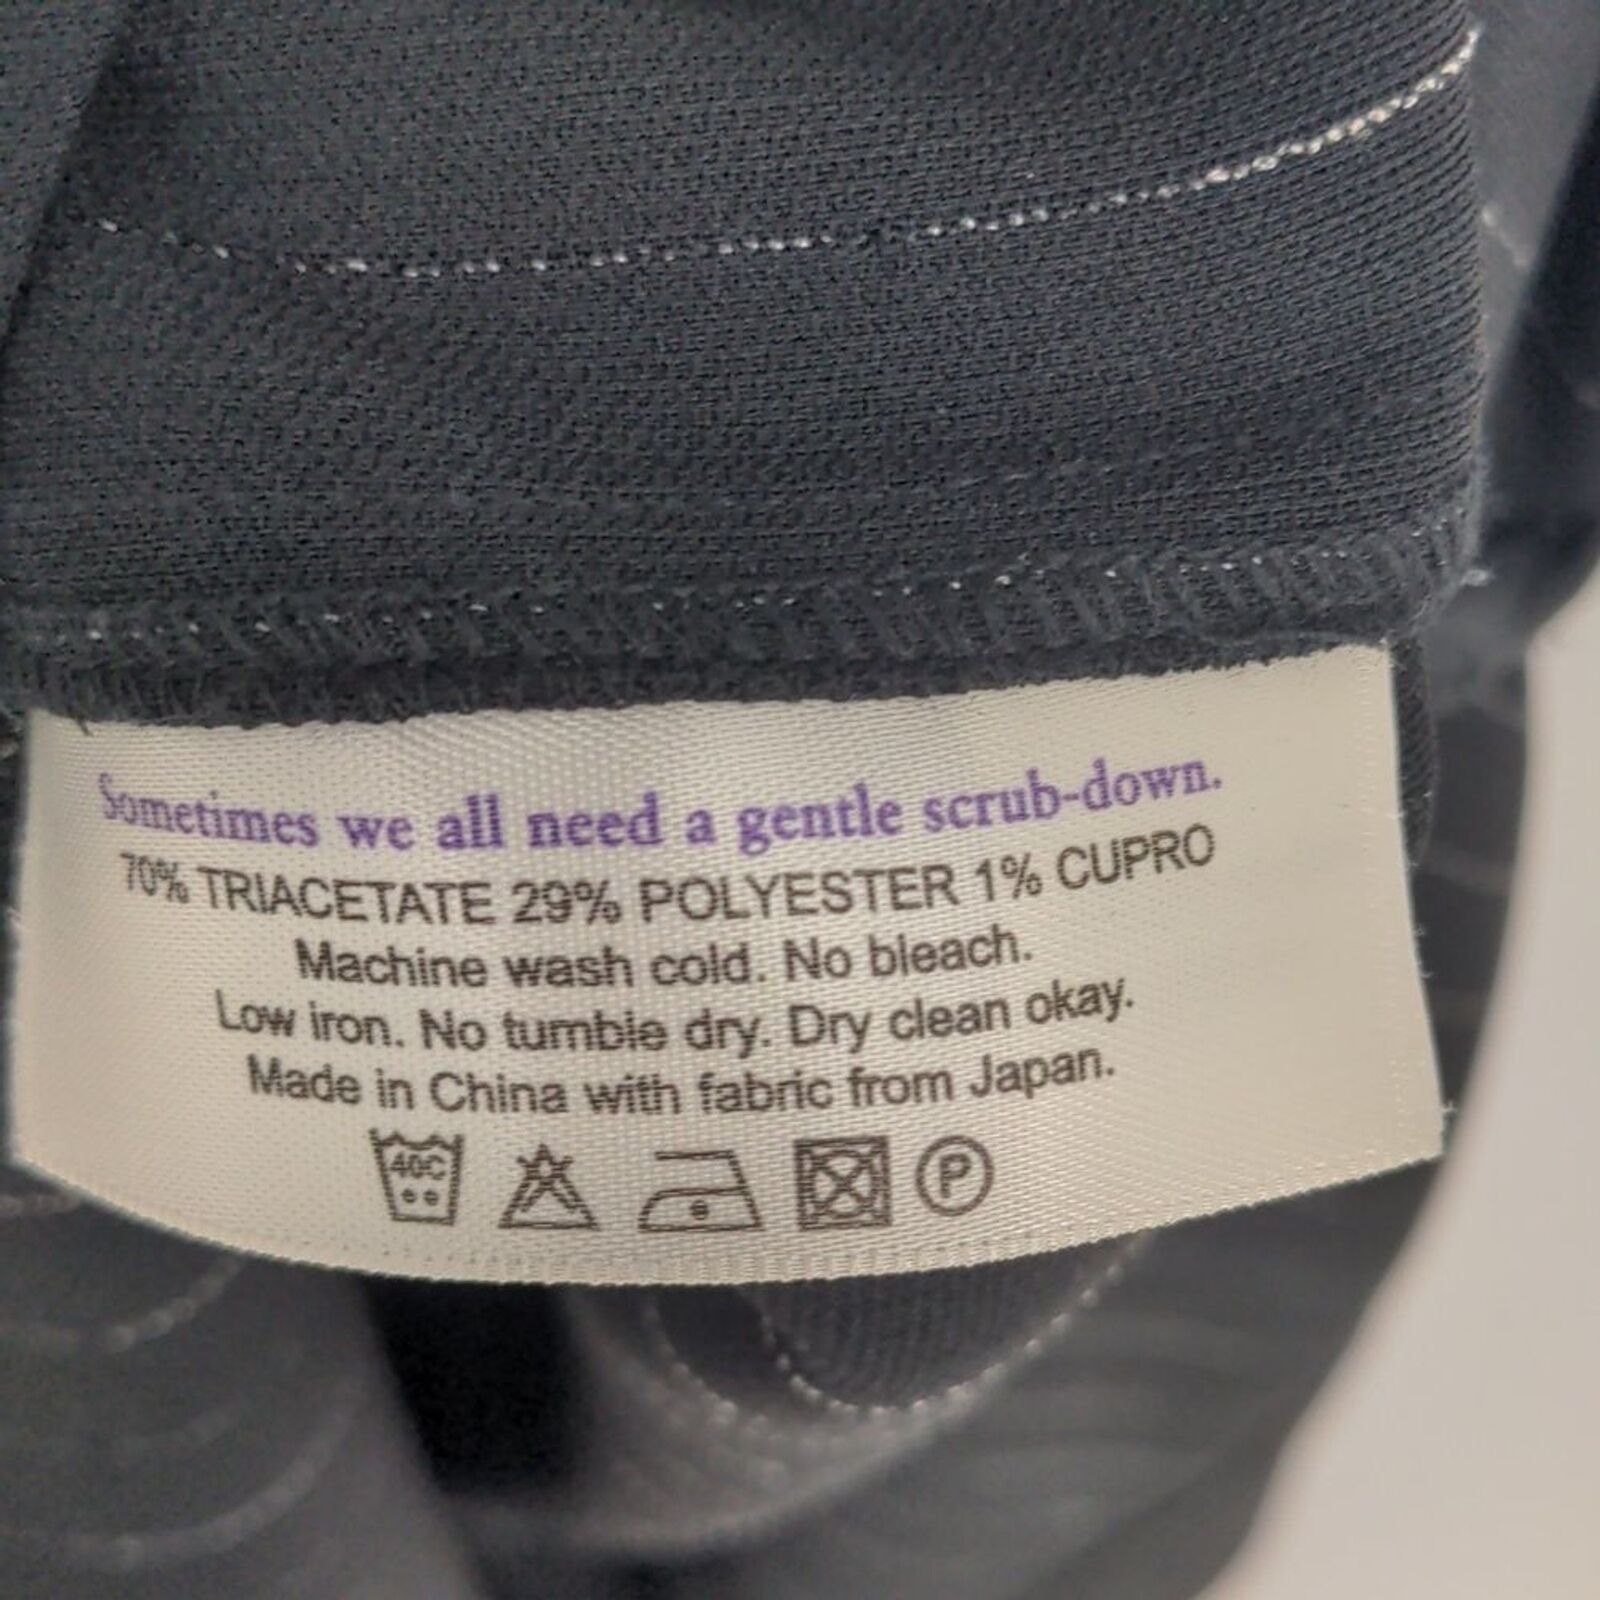 Sometimes we all need a gentle scrub-down.
70% TRIACETATE 29% POLYESTER 1% CUPRO
Machine wash cold. No bleach.
Low iron. No tumble dry. Dry clean okay.
Made in China with fabric from Japan.
40C P